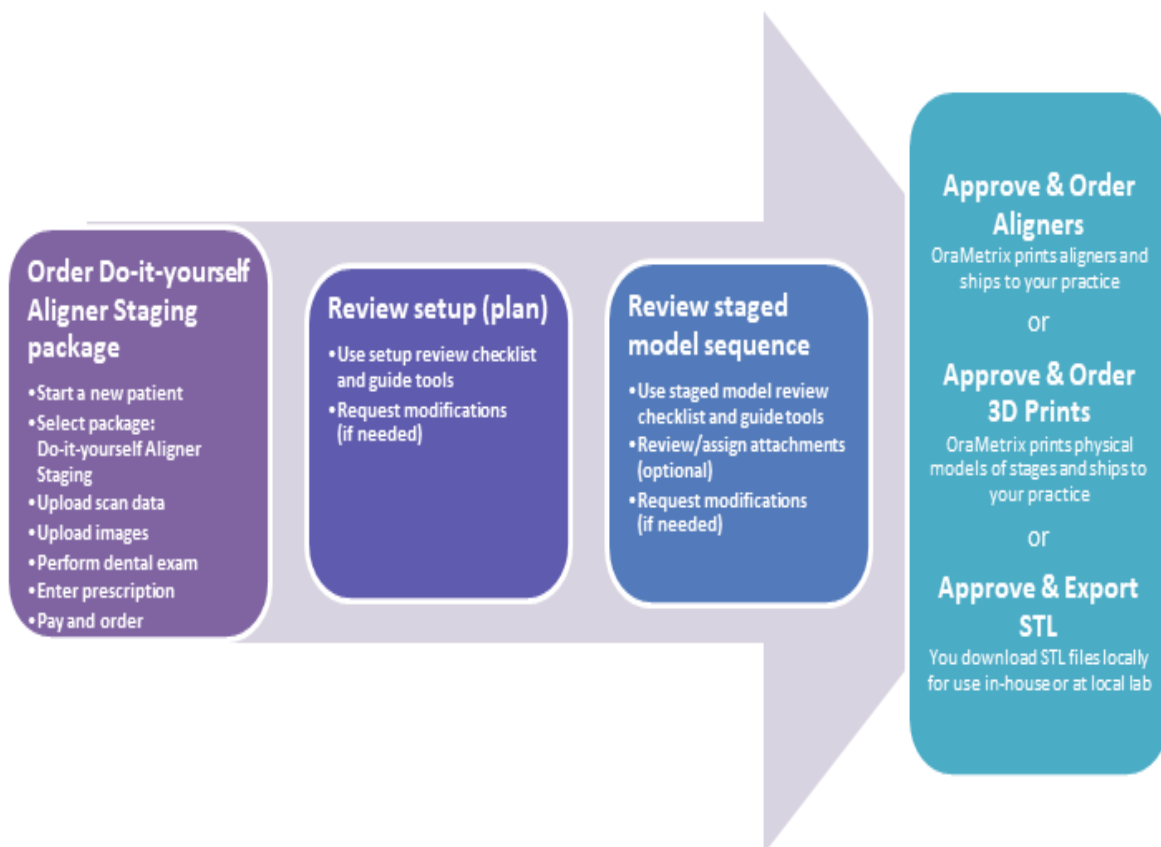 Order Do-it-yourself
Aligner Staging
package
•Start a new patient
•Select package:
Do-it-yourself Aligner
Staging
•Upload scan data
•Upload images
•Perform dental exam
•Enter prescription
•Pay and order
Review setup (plan)
•Use setup review checklist
and guide tools
•Request modifications
(if needed)
Review staged
model sequence
•Use staged model review
checklist and guide tools
•Review/assign attachments
(optional)
•Request modifications
(if needed)
Approve & Order
Aligners
OraMetrix prints aligners and
ships to your practice
or
Approve & Order
3D Prints
OraMetrix prints physical
models of stages and ships to
your practice
or
Approve & Export
STL
You download STL files locally
for use in-house or at local lab